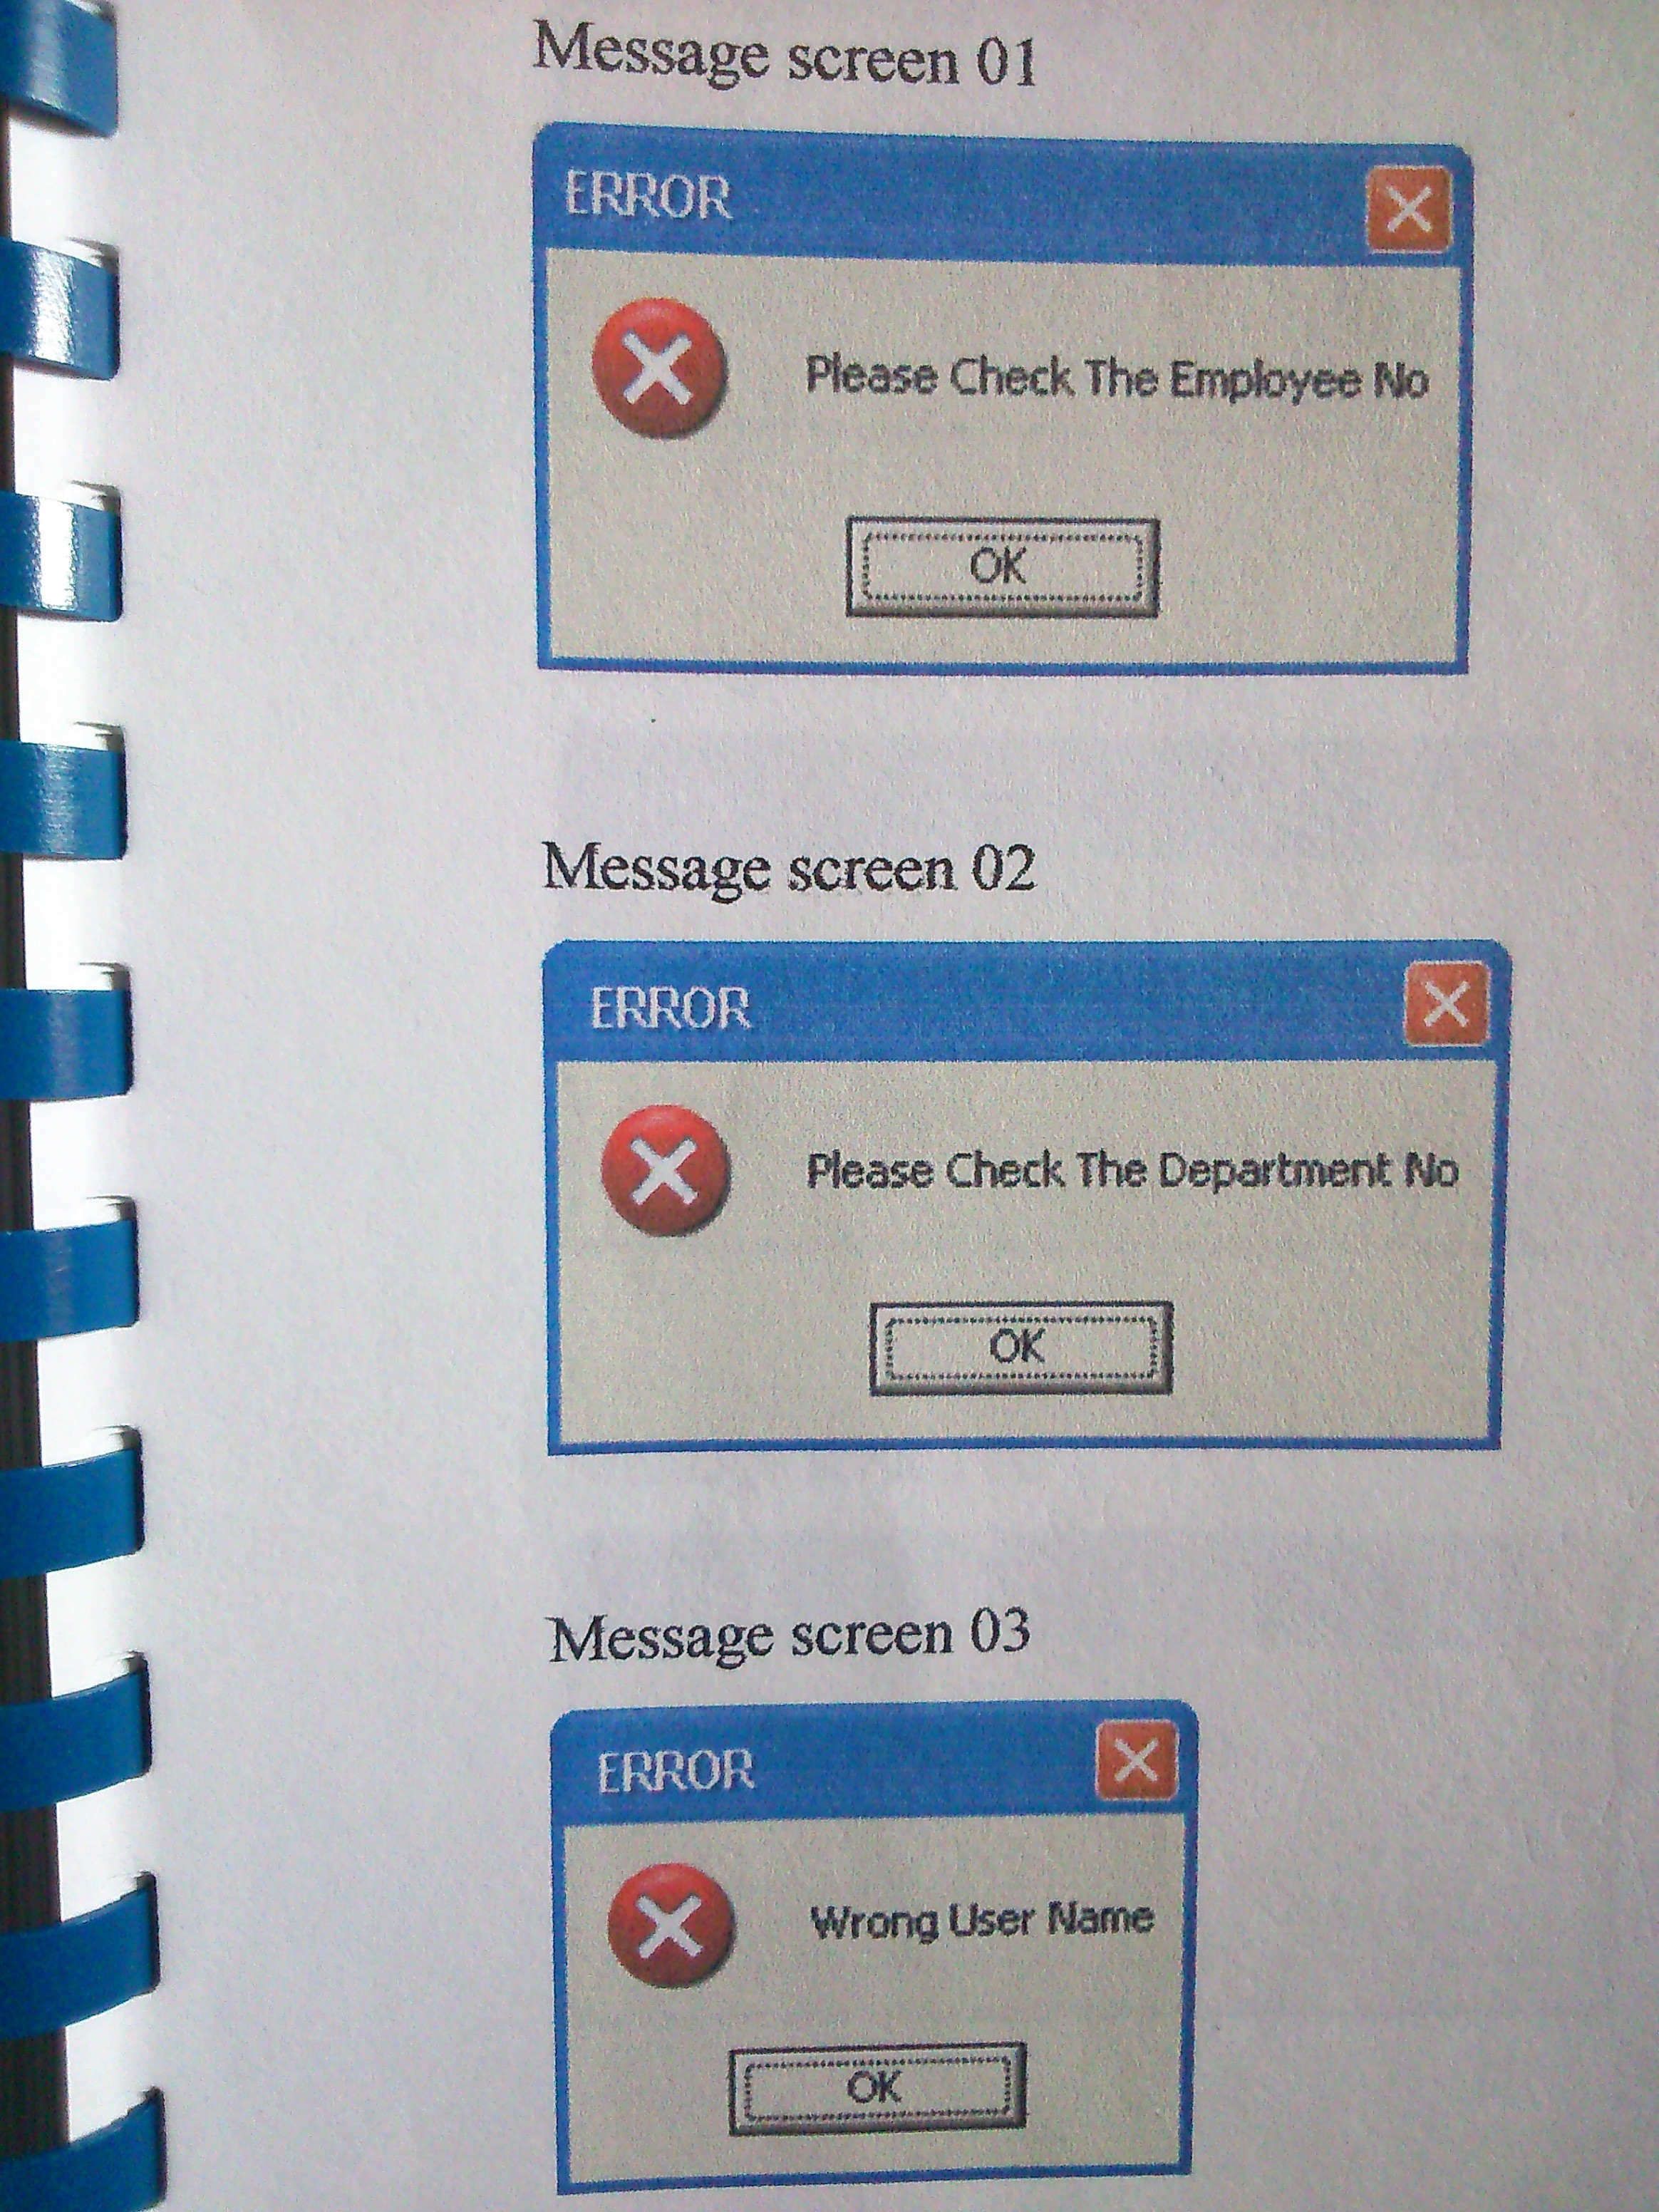 Message screen 01
ERROR
Please Check The Employee No
OK
Message screen 02
ERROR
Please Check The Department No
OK
Message screen 03
ERROR
Wrong User Name
OK